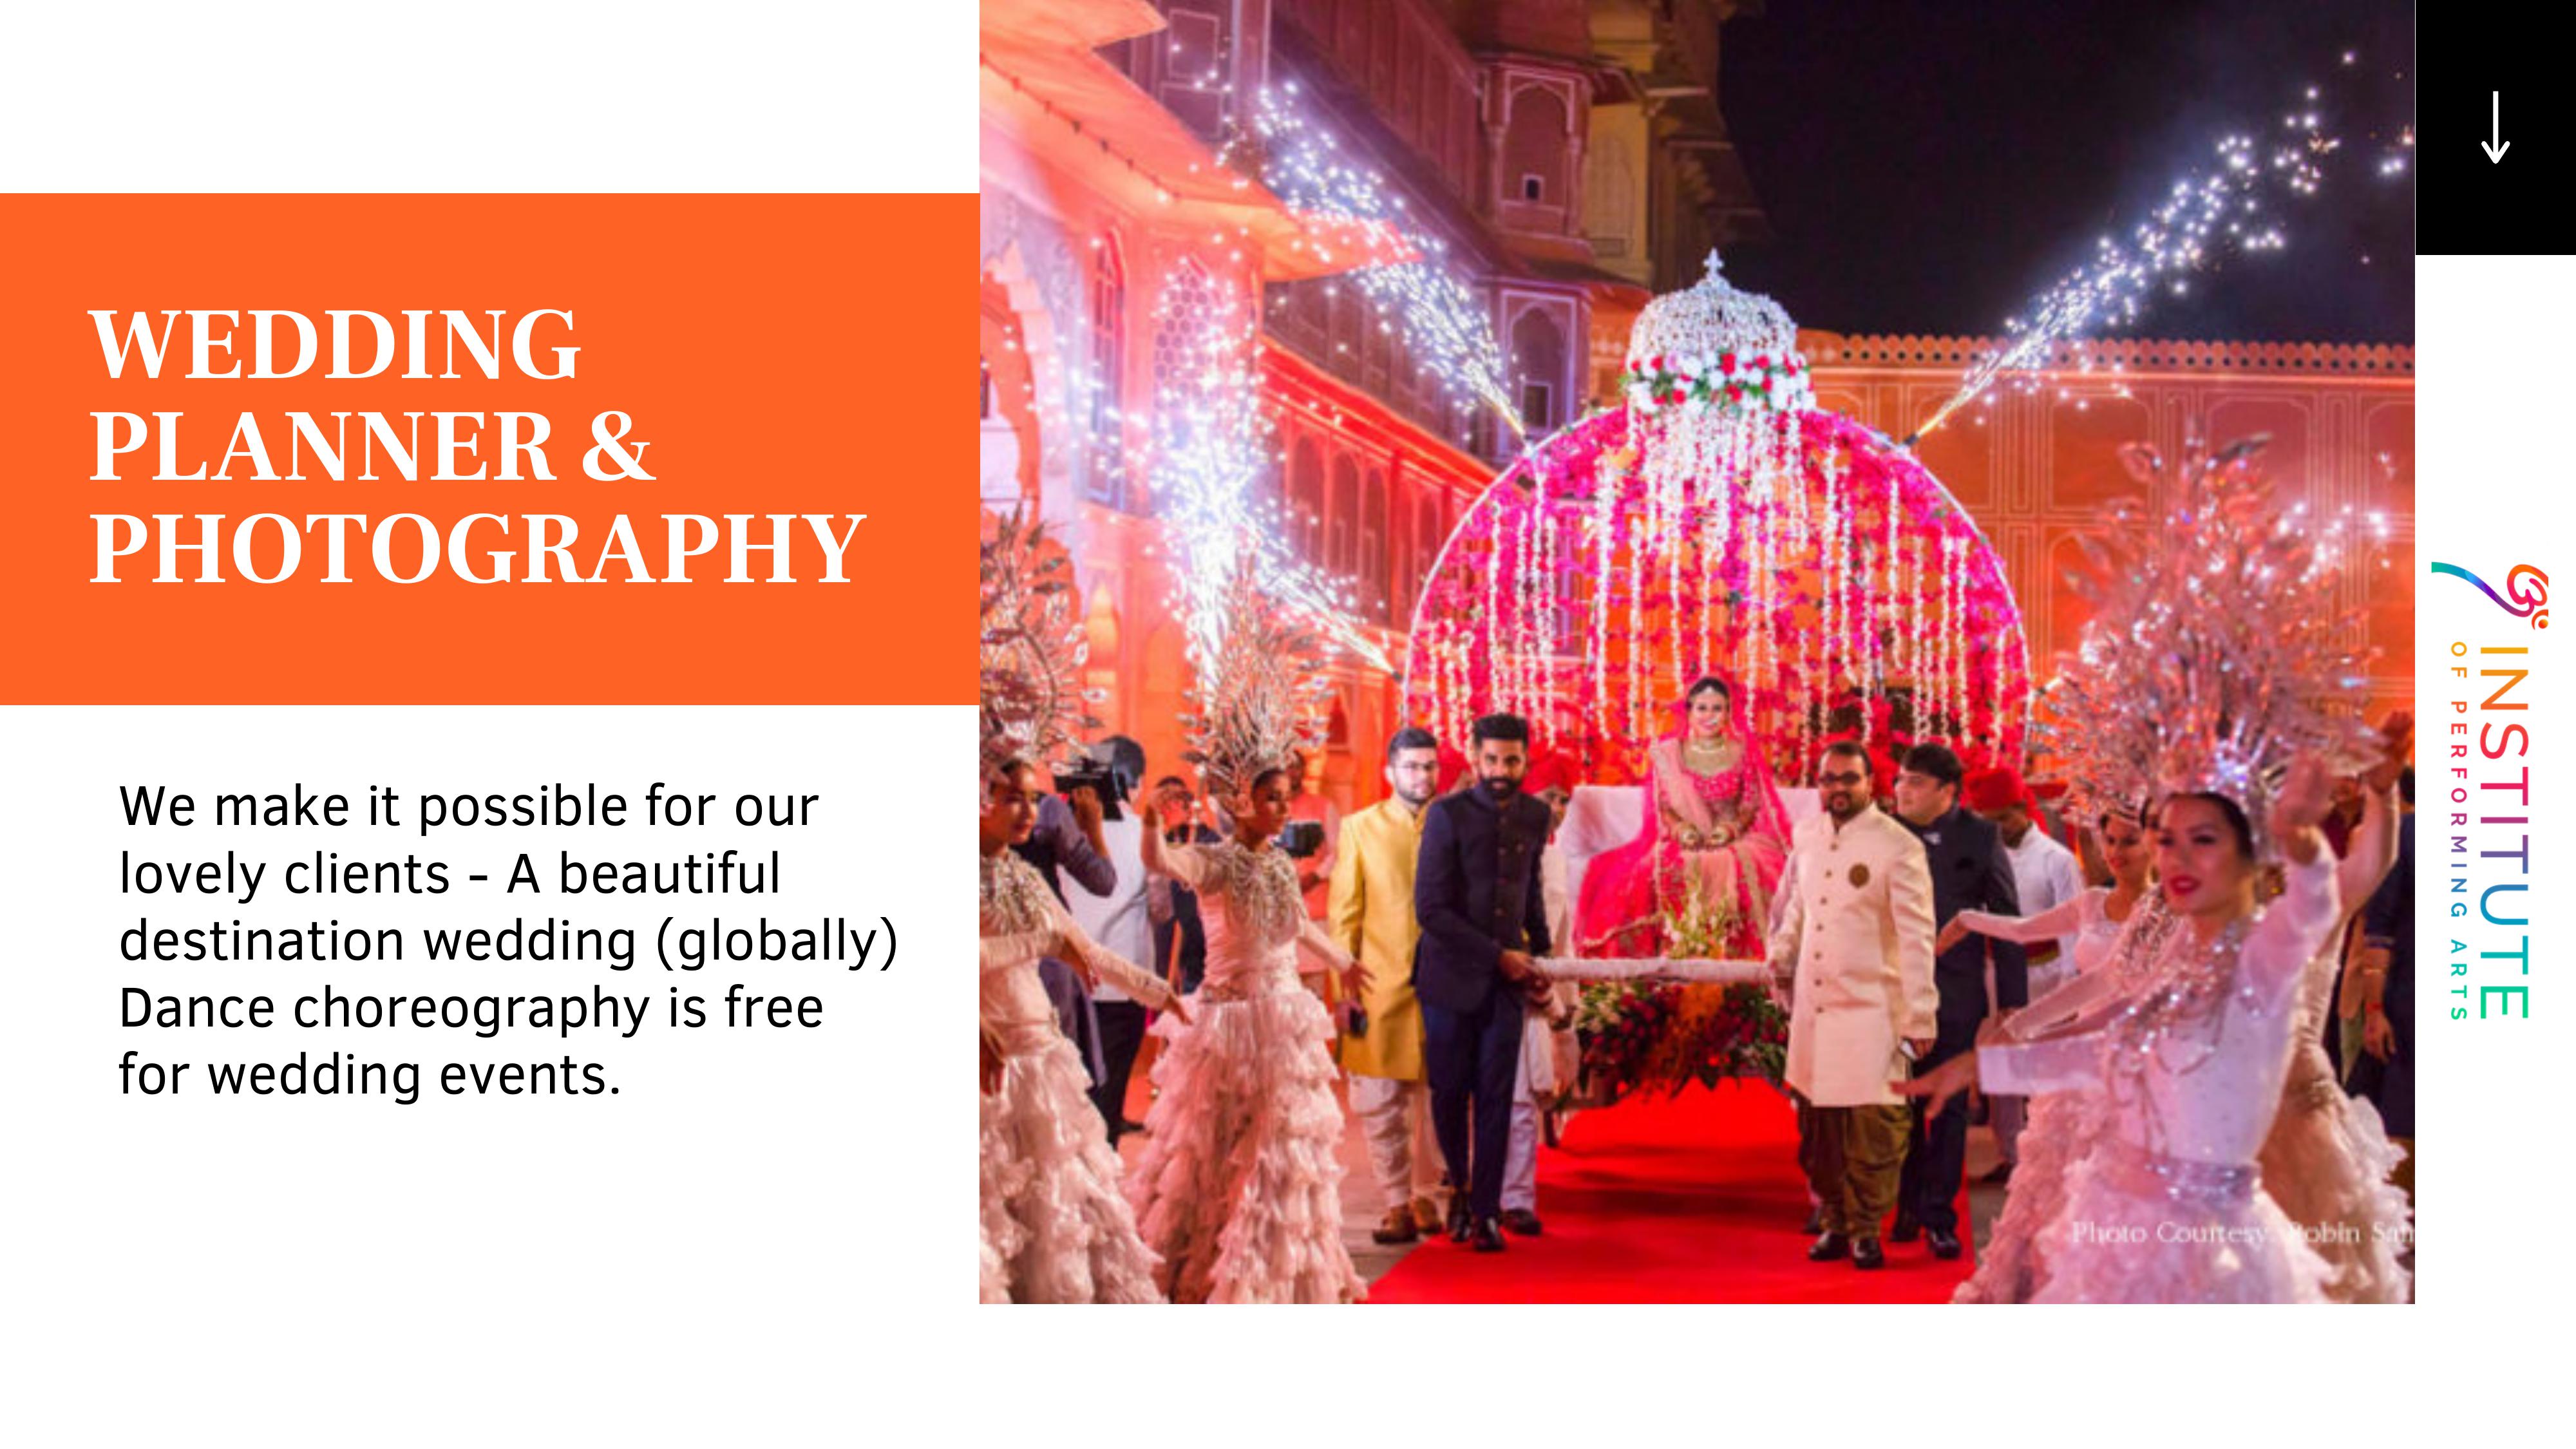 WEDDING
PLANNER &
PHOTOGRAPHY
We make it possible for our
lovely clients - A beautiful
destination wedding (globally)
Dance choreography is free
for wedding events.
INSTITUTE
OF PERFORMING ARTS
Photo Courtesy: Robin